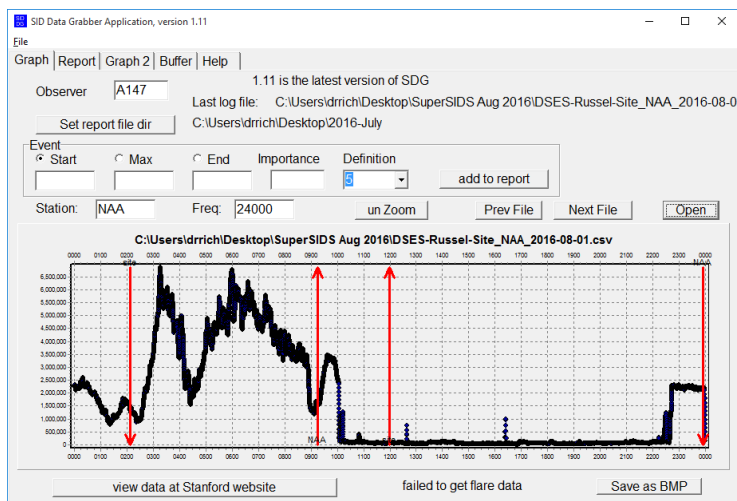 SID Data Grabber Application, version 1.11
File
Graph Report Graph 2 Buffer Help
Observer A147 1.11 is the latest version of SDG
Last log file: C:\Users\drrich\Desktop\SuperSIDS Aug 2016\DSES-Russel-Site_NAA_2016-08-0
Set report file dir C:\Users\drrich\Desktop\2016-July
Event
Start Max End Importance Definition
5 add to report
Station: NAA Freq: 24000 un Zoom Prev File Next File Open
C:\Users\drrich\Desktop\SuperSIDS Aug 2016\DSES-Russel-Site_NAA_2016-08-01.csv
0000 0100 0200 0300 0400 0500 0600 0700 0800 0900 1000 1100 1200 1300 1400 1500 1600 1700 1800 1900 2000 2100 2200 2300 0000
site NAA
6,500,000
6,000,000
5,500,000
5,000,000
4,500,000
4,000,000
3,500,000
3,000,000
2,500,000
2,000,000
1,500,000
1,000,000
500,000
0
NAA
0000 0100 0200 0300 0400 0500 0600 0700 0800 0900 1000 1100 1200 1300 1400 1500 1600 1700 1800 1900 2000 2100 2200 2300 0000
view data at Stanford website failed to get flare data Save as BMP